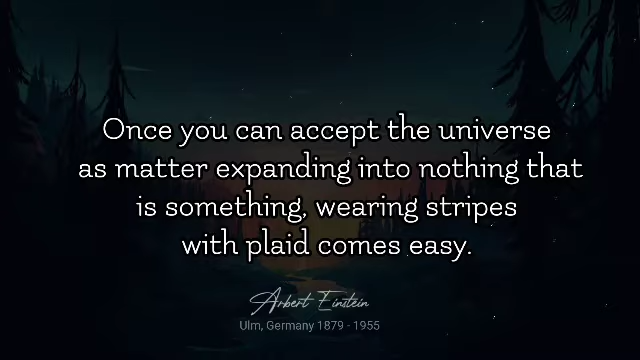 Once you can accept the universe
as matter expanding into nothing that
is something, wearing stripes
with plaid comes easy.
Arbert Einstein
Ulm, Germany 1879 - 1955